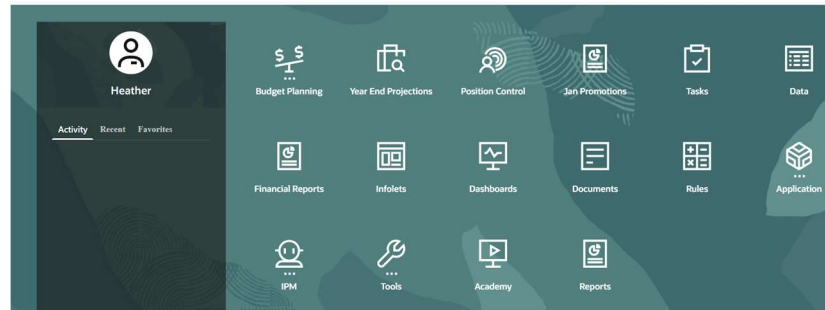 Heather
Activity Recent Favorites
Budget Planning Year End Projections Position Control Jan Promotions Tasks Data
Financial Reports Infolets Dashboards Documents Rules Application
IPM Tools Academy Reports